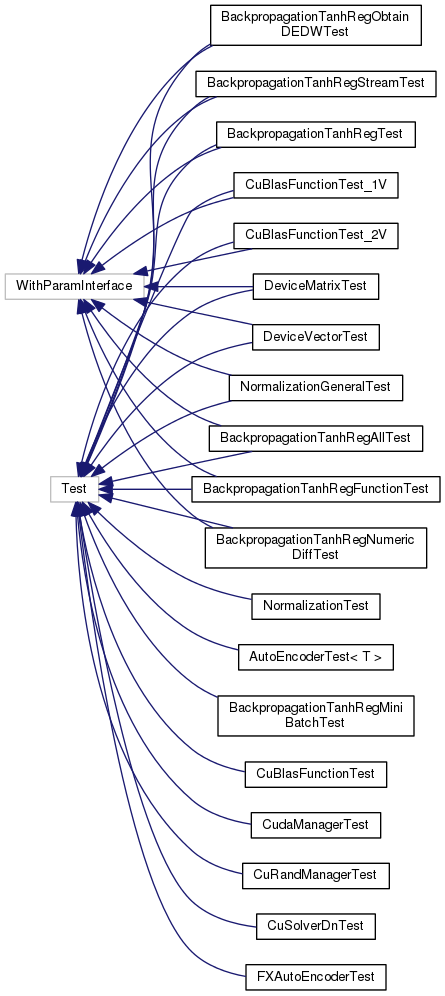 BackpropagationTanhRegObtain
DEDWTest
BackpropagationTanhRegStreamTest
BackpropagationTanhRegTest
CuBlasFunctionTest_1V
CuBlasFunctionTest_2V
WithParamInterface
DeviceMatrixTest
DeviceVectorTest
NormalizationGeneralTest
BackpropagationTanhRegAllTest
Test
BackpropagationTanhRegFunctionTest
BackpropagationTanhRegNumeric
DiffTest
NormalizationTest
AutoEncoderTest< T >
BackpropagationTanhRegMini
BatchTest
CuBlasFunctionTest
CudaManagerTest
CuRandManagerTest
CuSolverDnTest
FXAutoEncoderTest